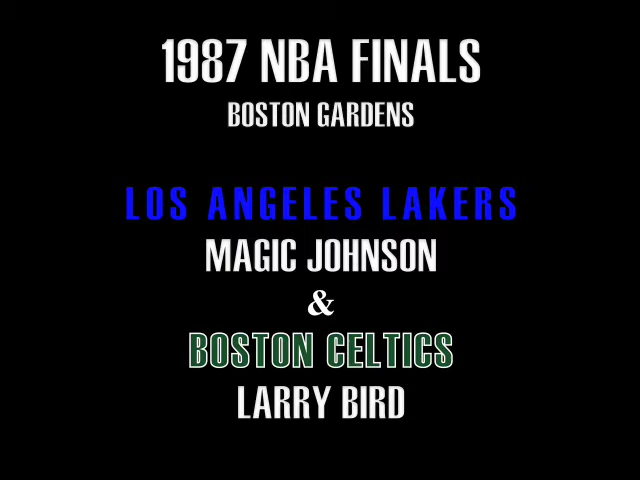 1987 NBA FINALS
BOSTON GARDENS
LOS ANGELES LAKERS
MAGIC JOHNSON
&
BOSTON CELTICS
LARRY BIRD